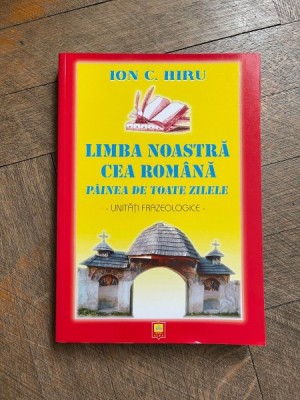 ION C. HIRU
LIMBA NOASTRĂ
CEA ROMÂNĂ
PÂINEA DE TOATE ZILELE
- UNITĂȚI FRAZEOLOGICE -